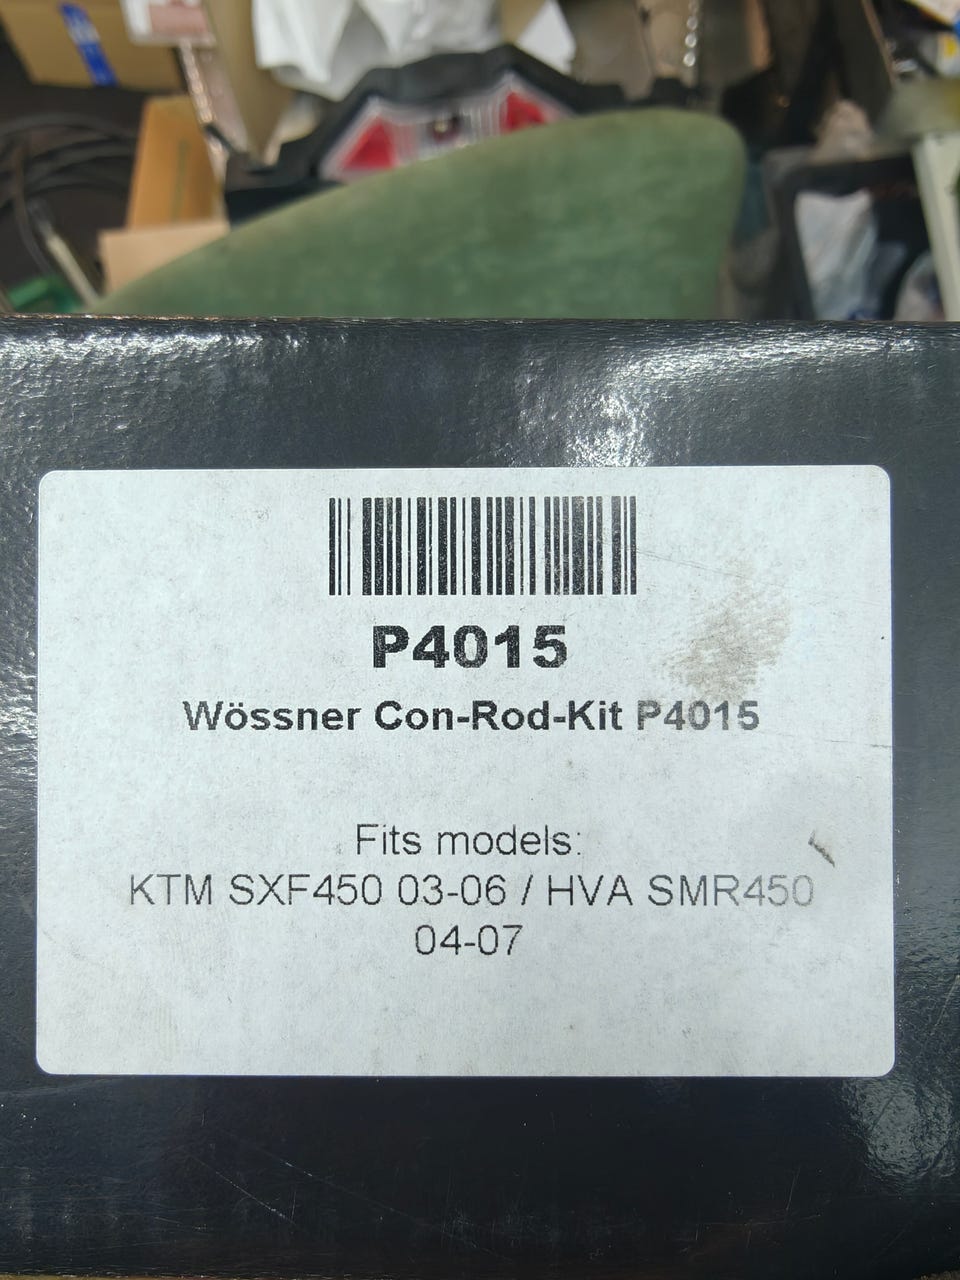 P4015
Wössner Con-Rod-Kit P4015
Fits models:
KTM SXF450 03-06 / HVA SMR450
04-07